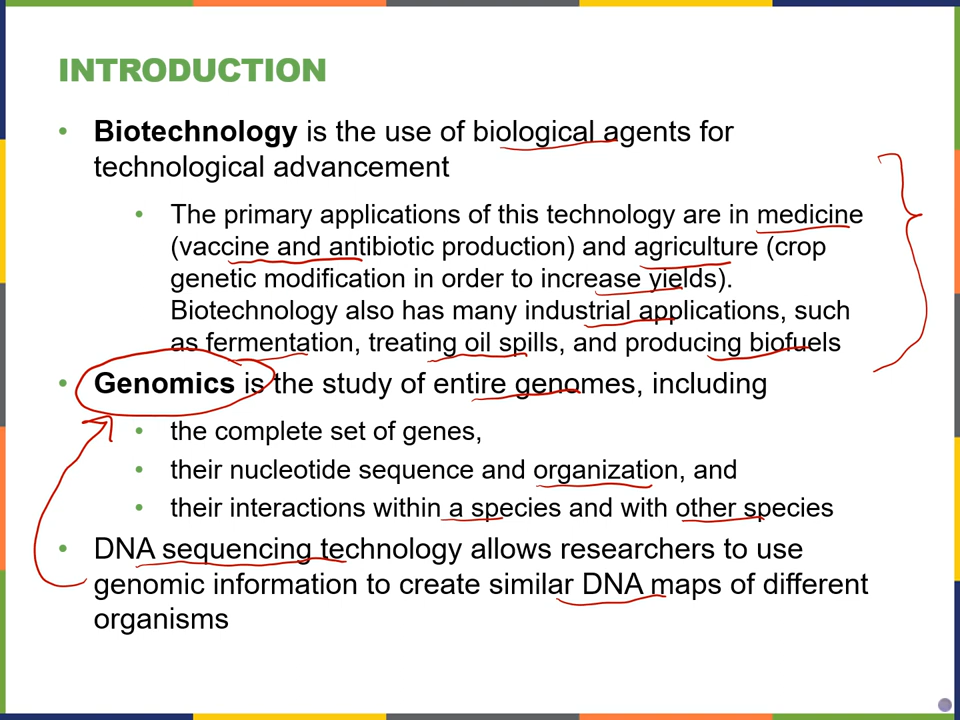 INTRODUCTION
• Biotechnology is the use of biological agents for
technological advancement
• The primary applications of this technology are in medicine
(vaccine and antibiotic production) and agriculture (crop
genetic modification in order to increase yields).
Biotechnology also has many industrial applications, such
as fermentation, treating oil spills, and producing biofuels
• Genomics is the study of entire genomes, including
• the complete set of genes,
• their nucleotide sequence and organization, and
• their interactions within a species and with other species
• DNA sequencing technology allows researchers to use
genomic information to create similar DNA maps of different
organisms